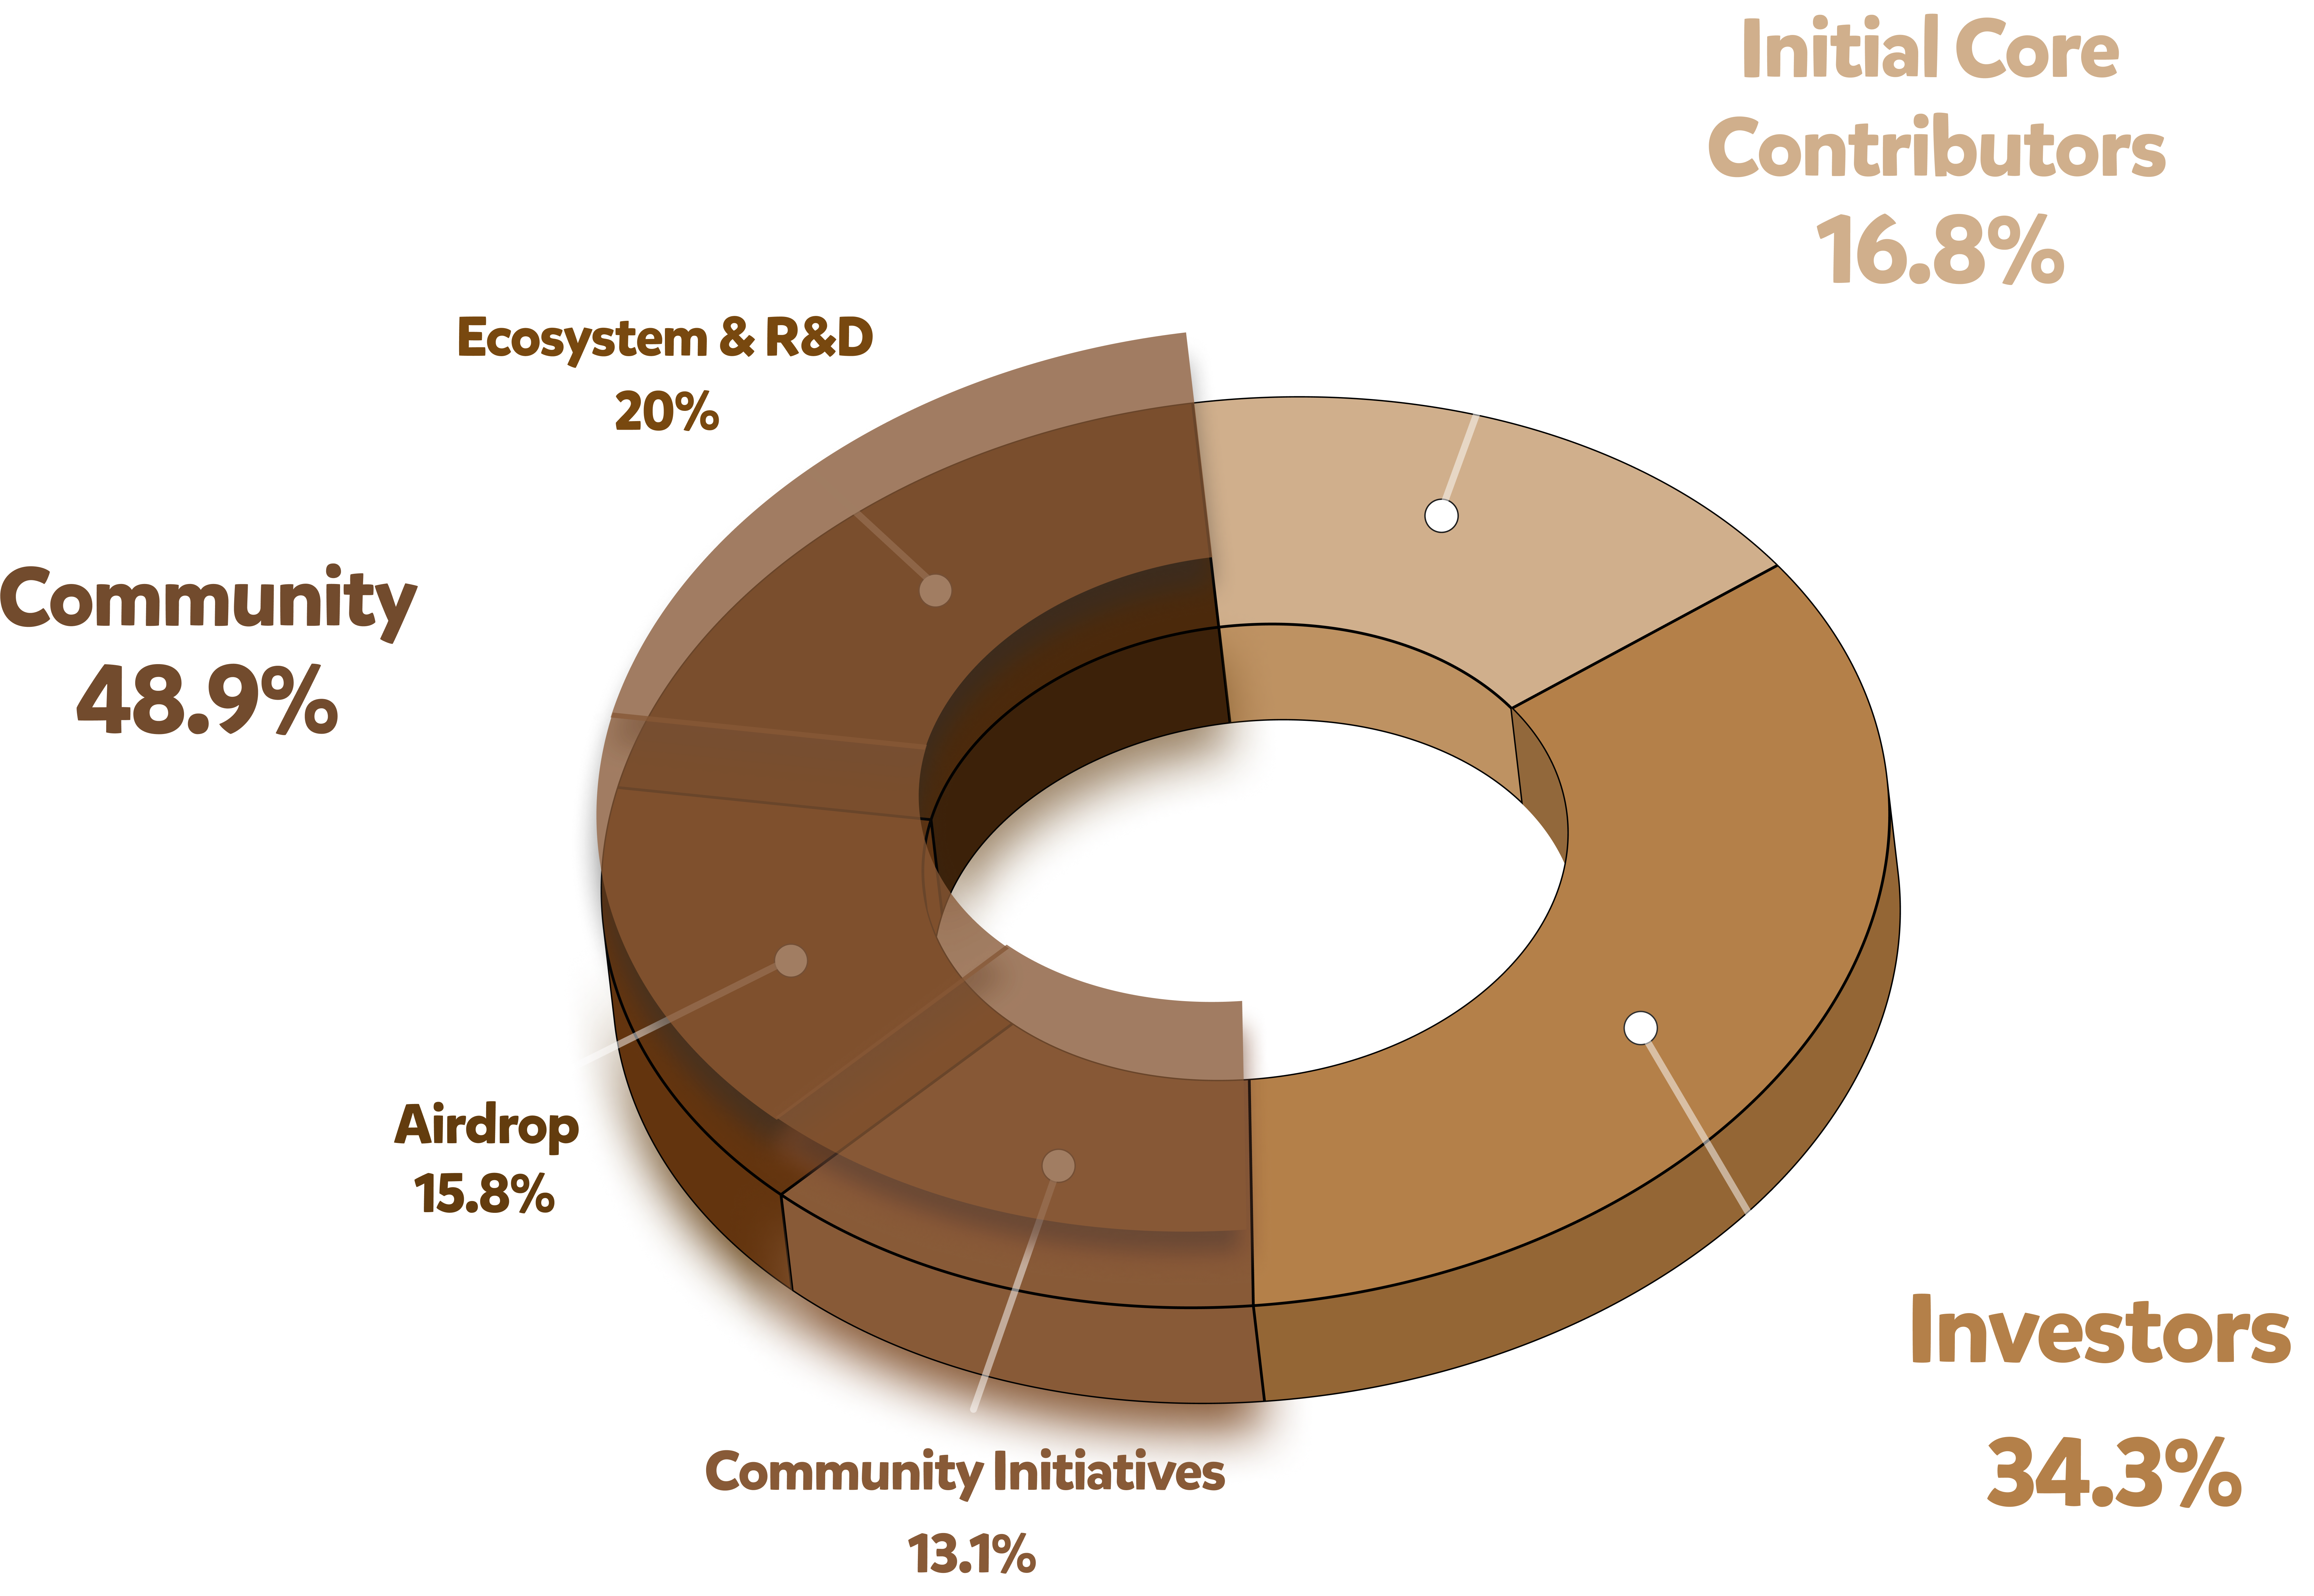 Initial Core
Contributors
16.8%
Ecosystem & R&D
20%
Community
48.9%
Airdrop
15.8%
Investors
34.3%
Community Initiatives
13.1%